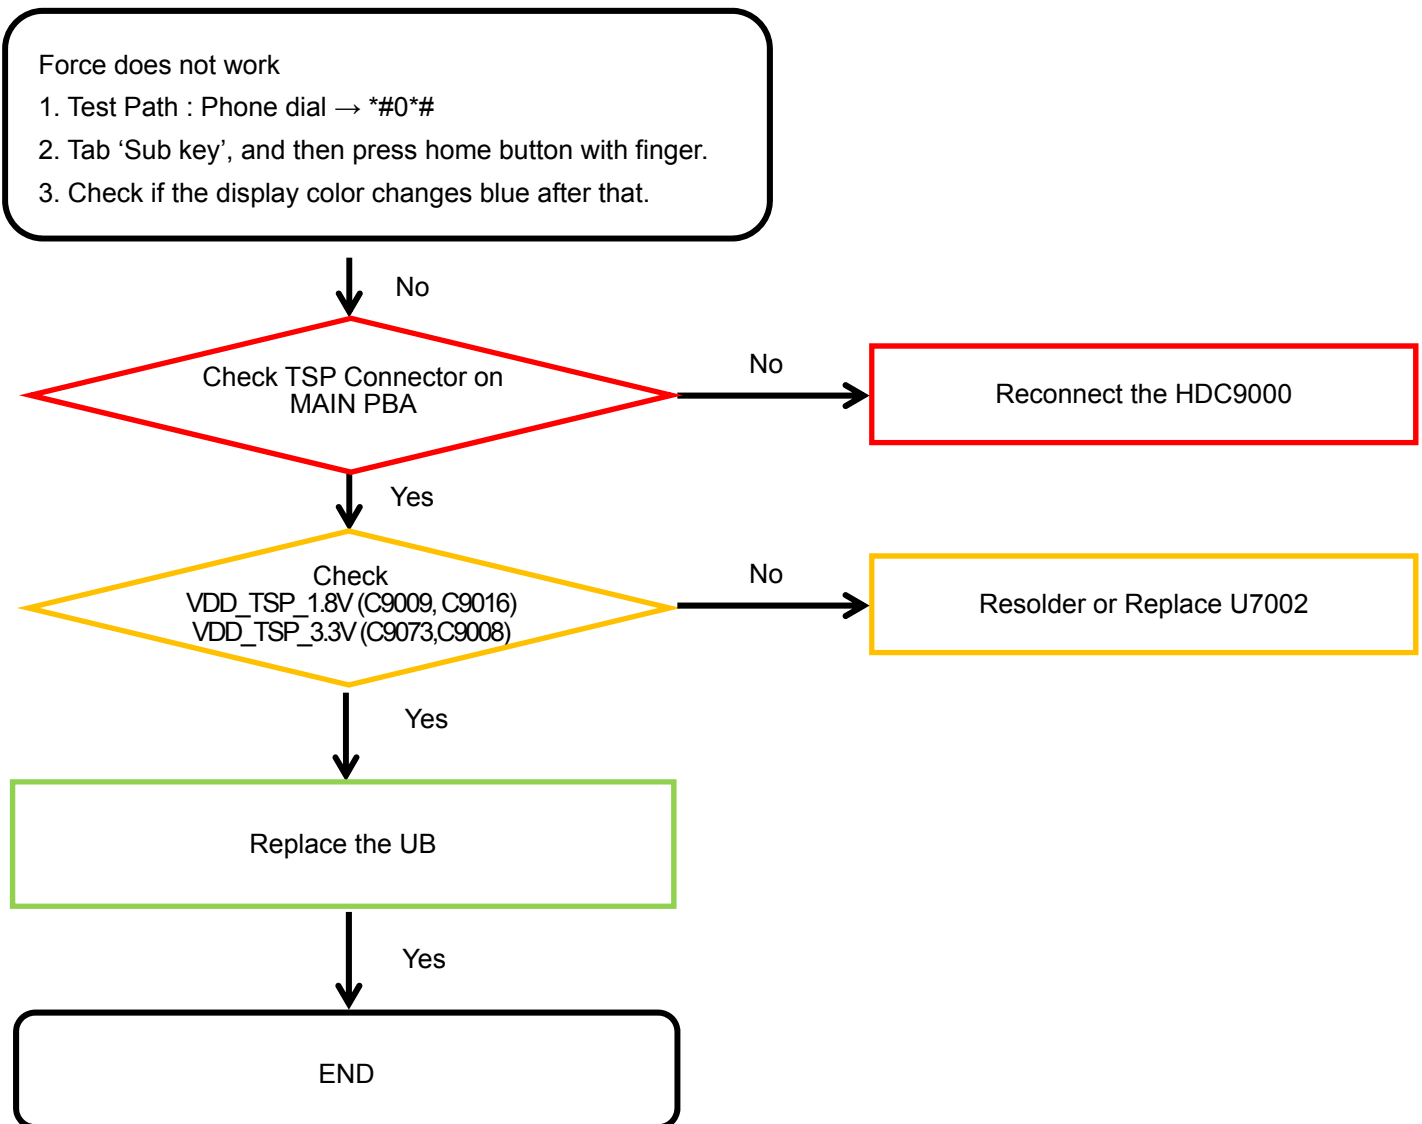 Force does not work
1. Test Path : Phone dial → *#0*#
2. Tab ‘Sub key’, and then press home button with finger.
3. Check if the display color changes blue after that.
No
Check TSP Connector on
MAIN PBA
No
Reconnect the HDC9000
Yes
Check
VDD_TSP_1.8V (C9009, C9016)
VDD_TSP_3.3V (C9073,C9008)
No
Resolder or Replace U7002
Yes
Replace the UB
Yes
END